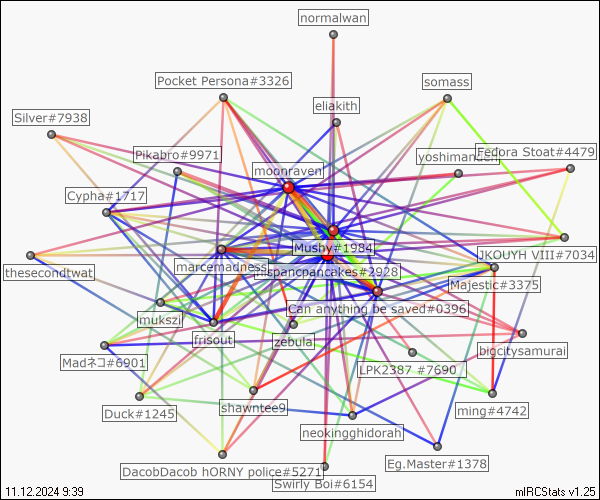 normalwan
Pocket Persona#3326
somass
eliakith
Silver#7938
Pikabro#9971
yoshimanden
Fedora Stoat#4479
moonraven
Cypha#1717
Mushy#1984
JKOUYH VIII#7034
marcemadness
thesecondtwat
Majestic#3375
Can anything be saved#0396
mukszi
frisout
zebula
bigcitysamurai
Madネコ#6901
LPK2387 #7690
Duck#1245
shawntee9
ming#4742
neokingghidorah
DacobDacob hORNY police#5271
Eg.Master#1378
Swirly Boi#6154
11.12.2024 9:39
mIRCStats v1.25